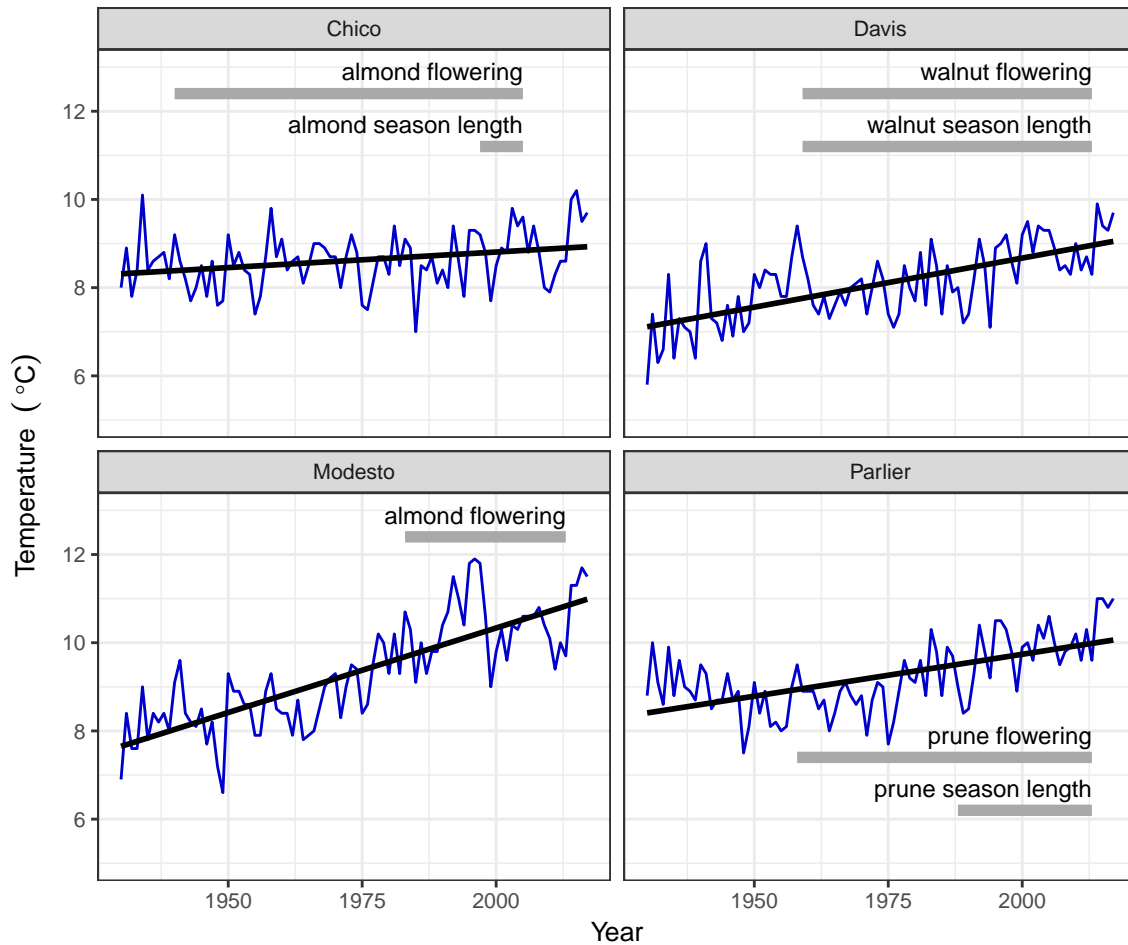 Chico
Davis
almond flowering
walnut flowering
almond season length
walnut season length
12
10
8
6
Modesto
Parlier
almond flowering
12
10
8
6
prune flowering
prune season length
Temperature ( °C)
1950
1975
2000
1950
1975
2000
Year